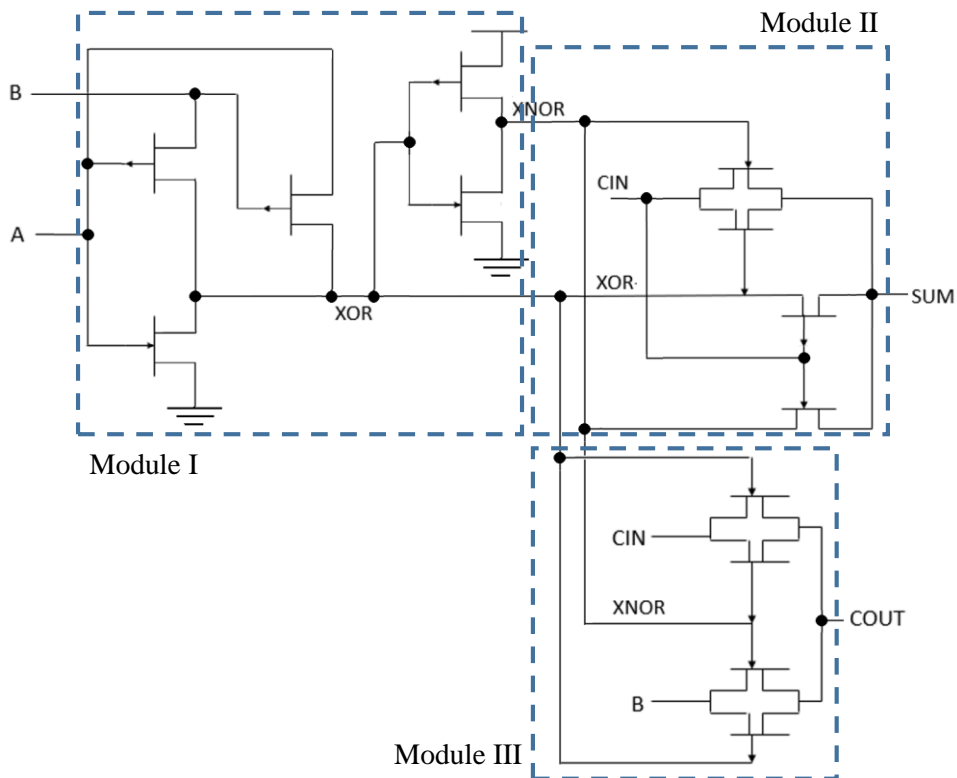 Module II
B
XNOR
CIN
A
XOR
SUM
XOR
Module I
CIN
XNOR
COUT
B
Module III